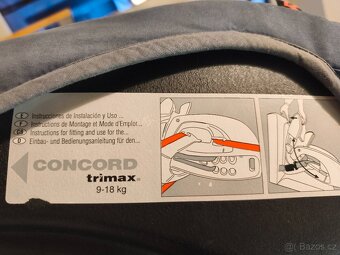 E Instrucciones de Instalación y Uso ...
F Instructions de Montage et Mode d'Emploi...
GB Instructions for fitting and use for the...
D Einbau- und Bedienungsanleitung für den...
CONCORD
trimax
9-18 kg
Bazos.cz